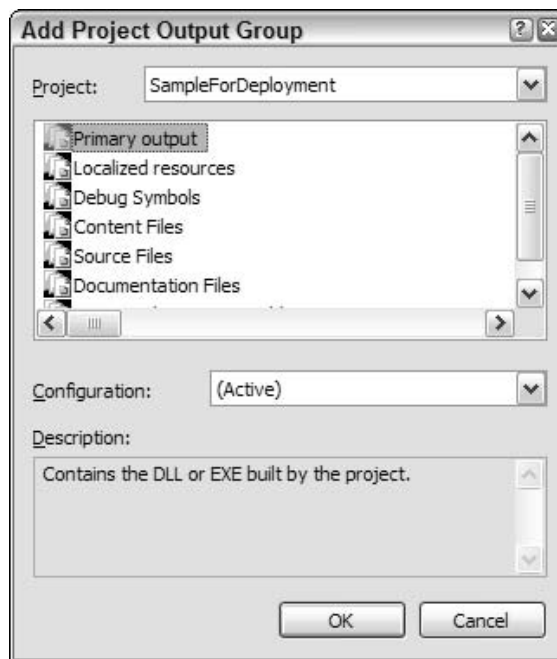 Add Project Output Group
Project: SampleForDeployment
Primary output
Localized resources
Debug Symbols
Content Files
Source Files
Documentation Files
Configuration: (Active)
Description:
Contains the DLL or EXE built by the project.
OK Cancel